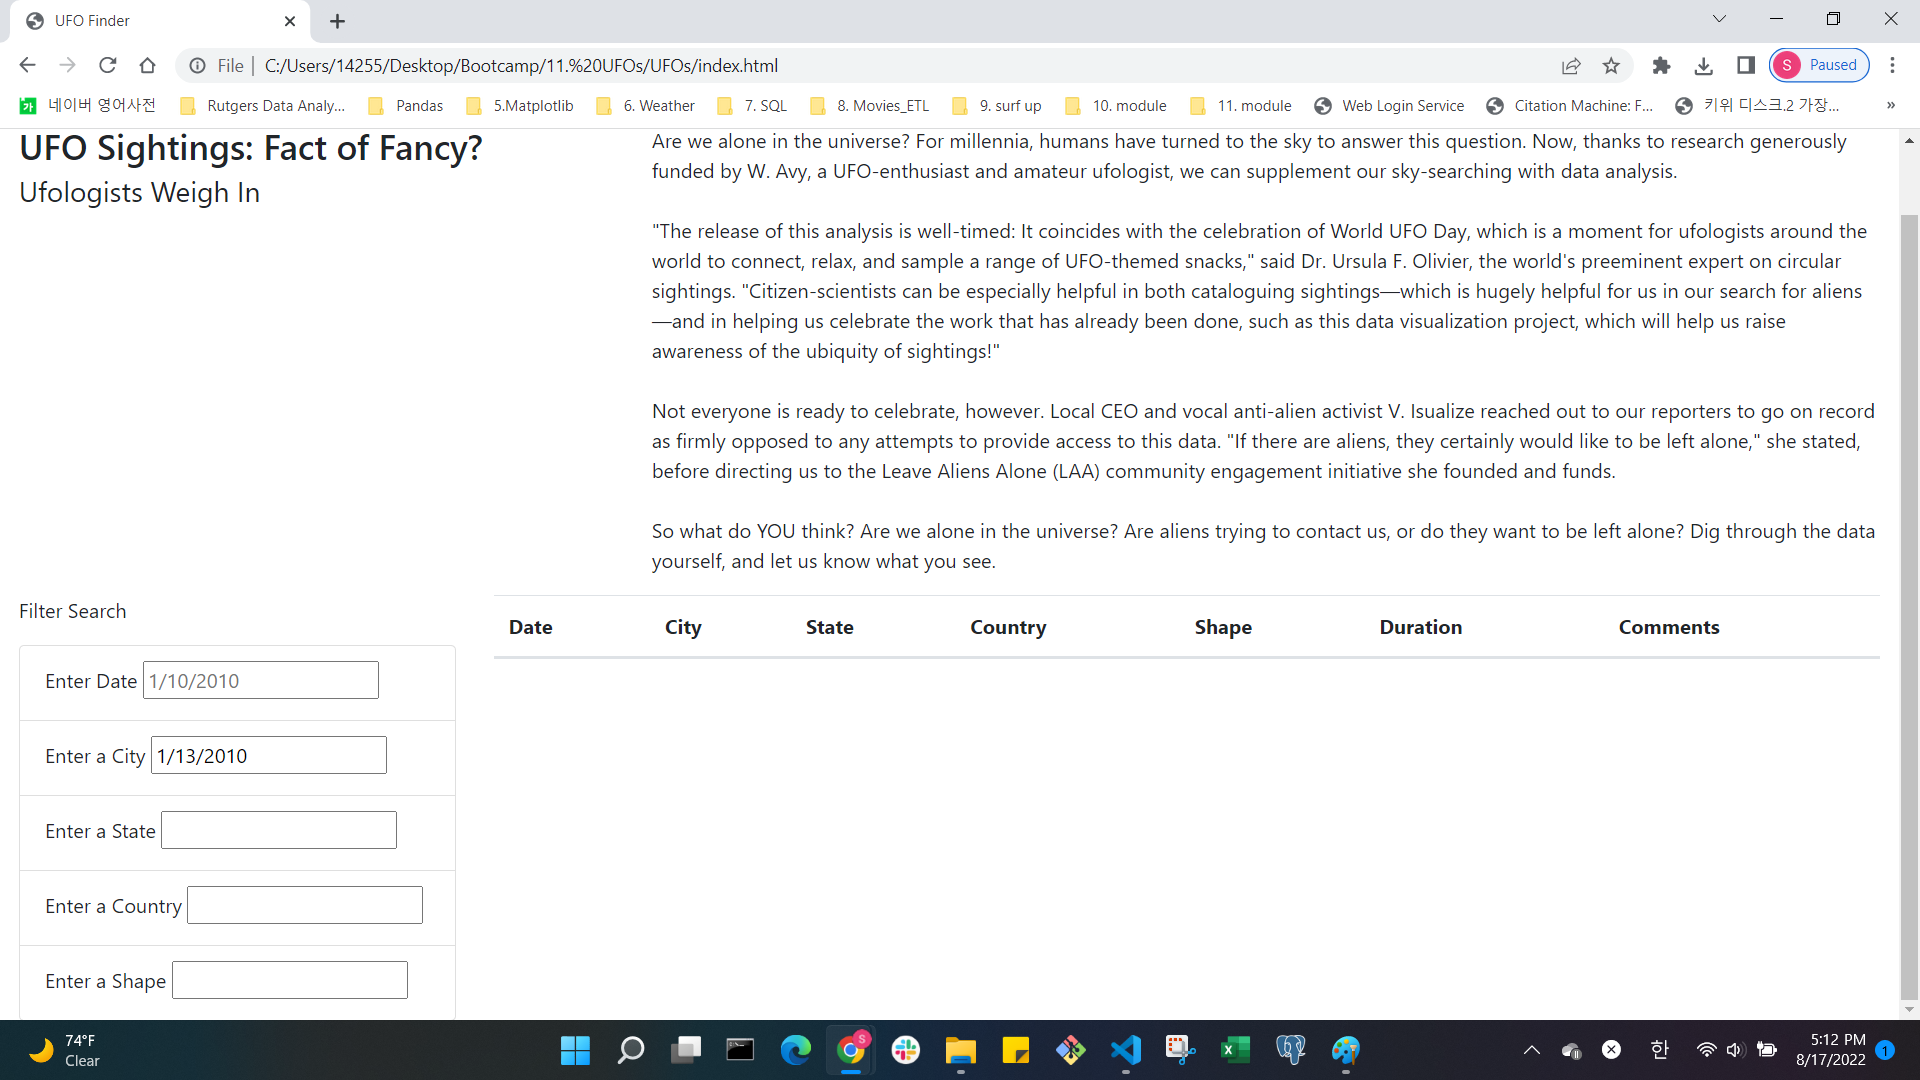 UFO Finder
File
C:/Users/14255/Desktop/Bootcamp/11.%20UFOs/UFOs/index.html
S Paused
네이버 영어사전
Rutgers Data Analy...
Pandas
5.Matplotlib
6. Weather
7. SQL
8. Movies_ETL
9. surf up
10. module
11. module
Web Login Service
Citation Machine: F...
키위 디스크.2 가장...
»
UFO Sightings: Fact of Fancy?
Ufologists Weigh In
Are we alone in the universe? For millennia, humans have turned to the sky to answer this question. Now, thanks to research generously
funded by W. Avy, a UFO-enthusiast and amateur ufologist, we can supplement our sky-searching with data analysis.
"The release of this analysis is well-timed: It coincides with the celebration of World UFO Day, which is a moment for ufologists around the
world to connect, relax, and sample a range of UFO-themed snacks," said Dr. Ursula F. Olivier, the world's preeminent expert on circular
sightings. "Citizen-scientists can be especially helpful in both cataloguing sightings—which is hugely helpful for us in our search for aliens
—and in helping us celebrate the work that has already been done, such as this data visualization project, which will help us raise
awareness of the ubiquity of sightings!"
Not everyone is ready to celebrate, however. Local CEO and vocal anti-alien activist V. Isualize reached out to our reporters to go on record
as firmly opposed to any attempts to provide access to this data. "If there are aliens, they certainly would like to be left alone," she stated,
before directing us to the Leave Aliens Alone (LAA) community engagement initiative she founded and funds.
So what do YOU think? Are we alone in the universe? Are aliens trying to contact us, or do they want to be left alone? Dig through the data
yourself, and let us know what you see.
Filter Search
Enter Date 1/10/2010
Enter a City 1/13/2010
Enter a State
Enter a Country
Enter a Shape
Date City State Country Shape Duration Comments
74°F
Clear
S
한
5:12 PM
8/17/2022
1